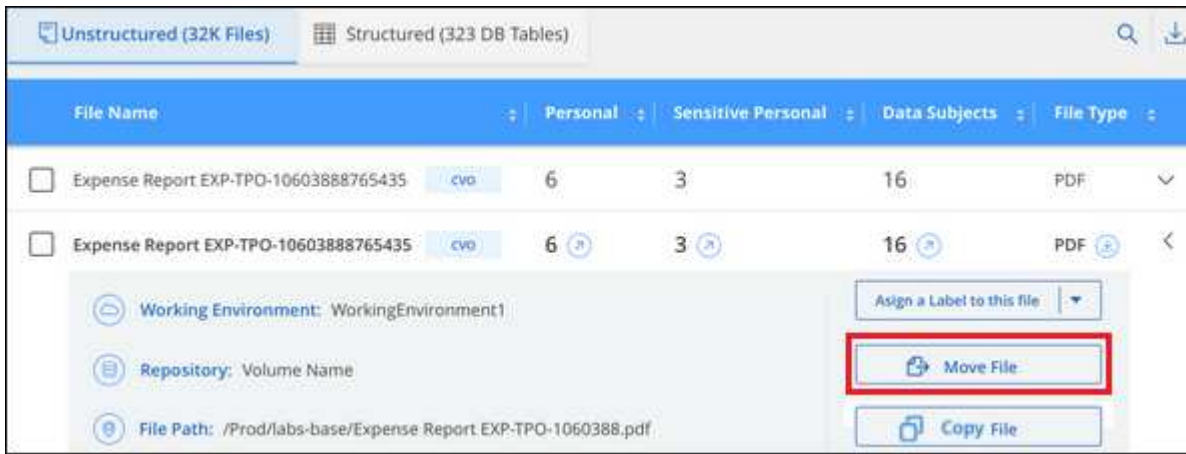 Unstructured (32K Files) Structured (323 DB Tables)
File Name Personal Sensitive Personal Data Subjects File Type
Expense Report EXP-TPO-10603888765435 CVO 6 3 16 PDF
Expense Report EXP-TPO-10603888765435 CVO 6 3 16 PDF
Working Environment: WorkingEnvironment1 Asign a Label to this file
Repository: Volume Name Move File
File Path: /Prod/labs-base/Expense Report EXP-TPO-1060388.pdf Copy File